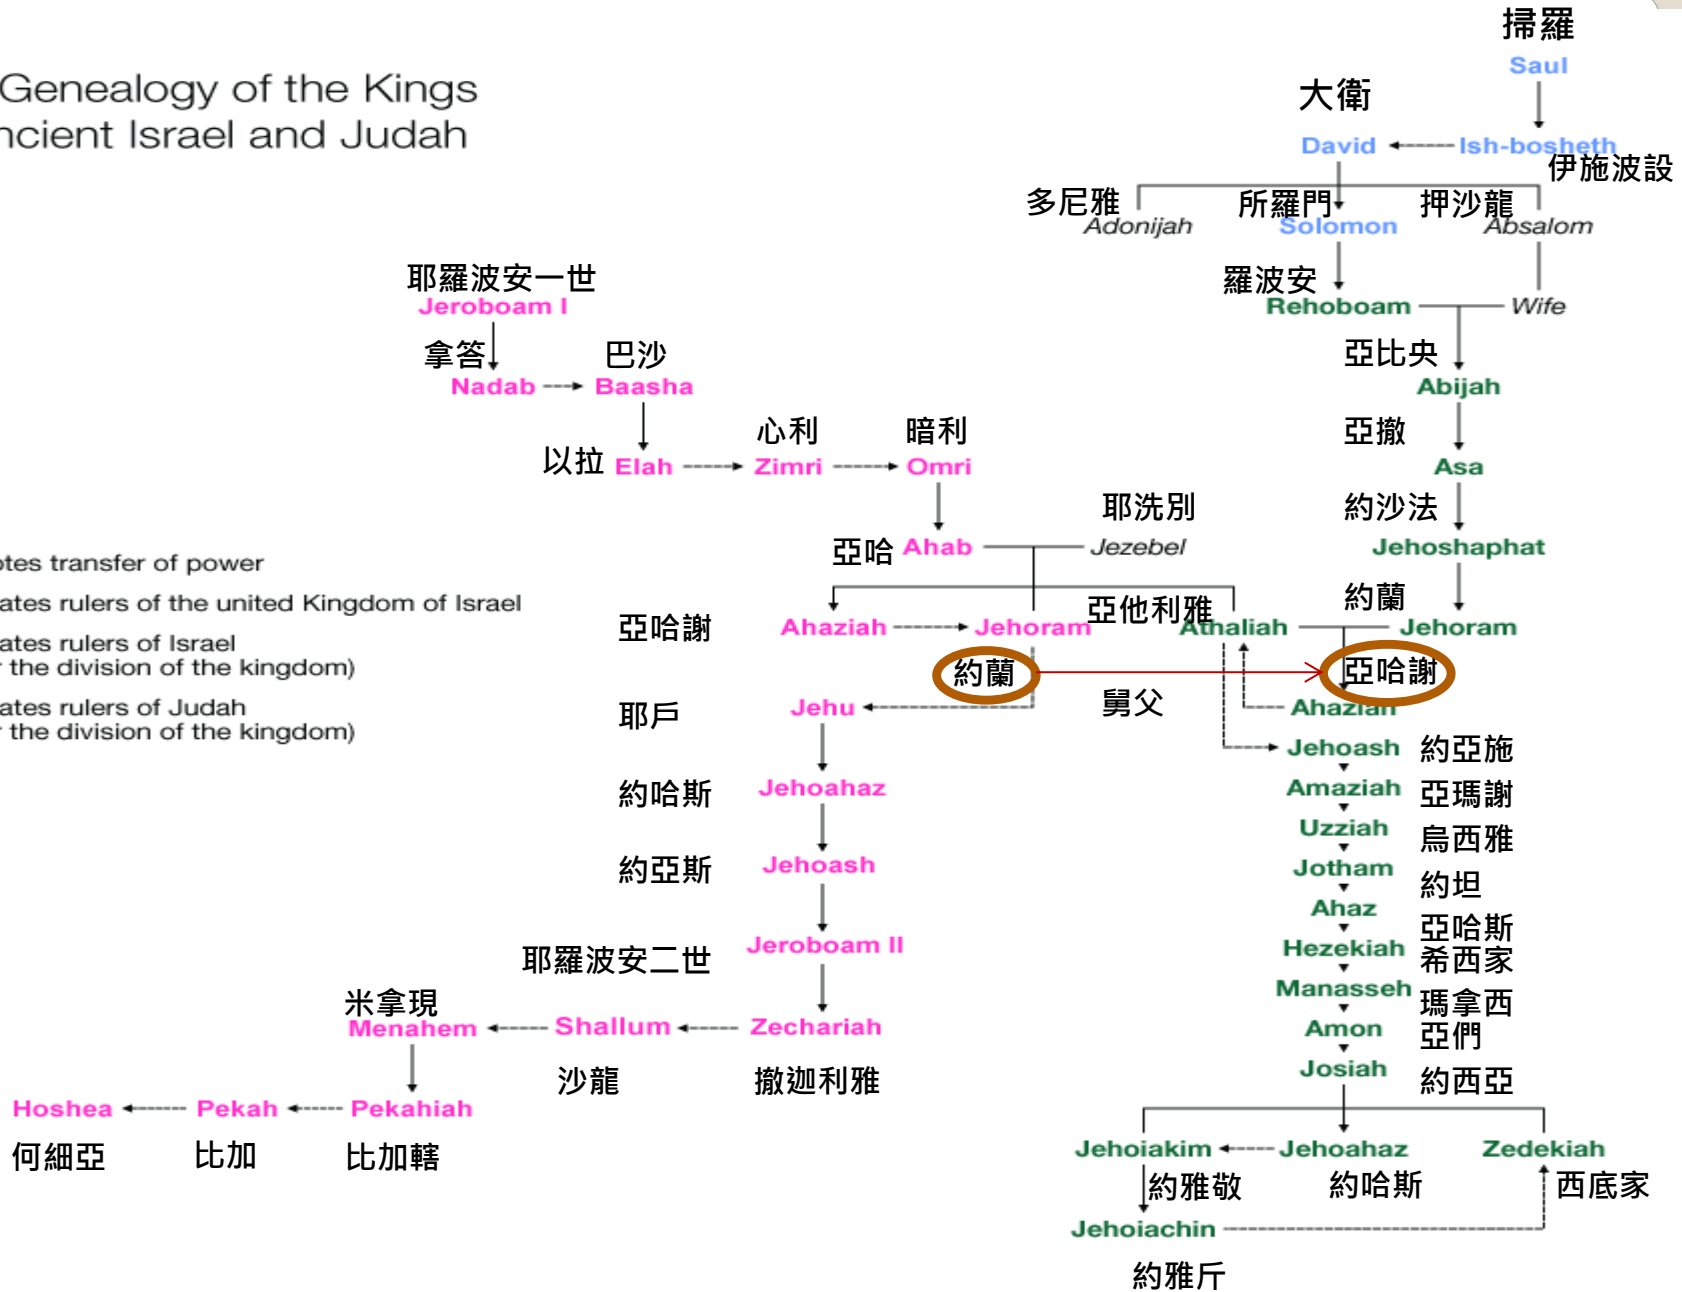 掃羅
Saul
Genealogy of the Kings
ncient Israel and Judah
大衛
David
Ish-bosheth
伊施波設
多尼雅
Adonijah
所羅門
Solomon
押沙龍
Absalom
耶羅波安一世
Jeroboam I
羅波安
Rehoboam
Wife
拿答
Nadab
巴沙
Baasha
亞比央
Abijah
以拉
Elah
心利
Zimri
暗利
Omri
亞撤
Asa
亞哈
Ahab
耶洗別
Jezebel
約沙法
Jehoshaphat
otes transfer of power
ates rulers of the united Kingdom of Israel
ates rulers of Israel
r the division of the kingdom)
ates rulers of Judah
r the division of the kingdom)
亞哈謝
Ahaziah
Jehoram
亞他利雅
Athaliah
約蘭
Jehoram
約蘭
亞哈謝
舅父
耶戶
Jehu
Ahaziah
Jehoash
約亞施
約哈斯
Jehoahaz
Amaziah
亞瑪謝
Uzziah
烏西雅
約亞斯
Jehoash
Jotham
約坦
Ahaz
亞哈斯
耶羅波安二世
Jeroboam II
Hezekiah
希西家
Manasseh
瑪拿西
米拿現
Menahem
Shallum
沙龍
Zechariah
撤迦利雅
Amon
亞們
Josiah
約西亞
Hoshea
何細亞
Pekah
比加
Pekahiah
比加轄
Jehoiakim
約雅敬
Jehoahaz
約哈斯
Zedekiah
西底家
Jehoiachin
約雅斤